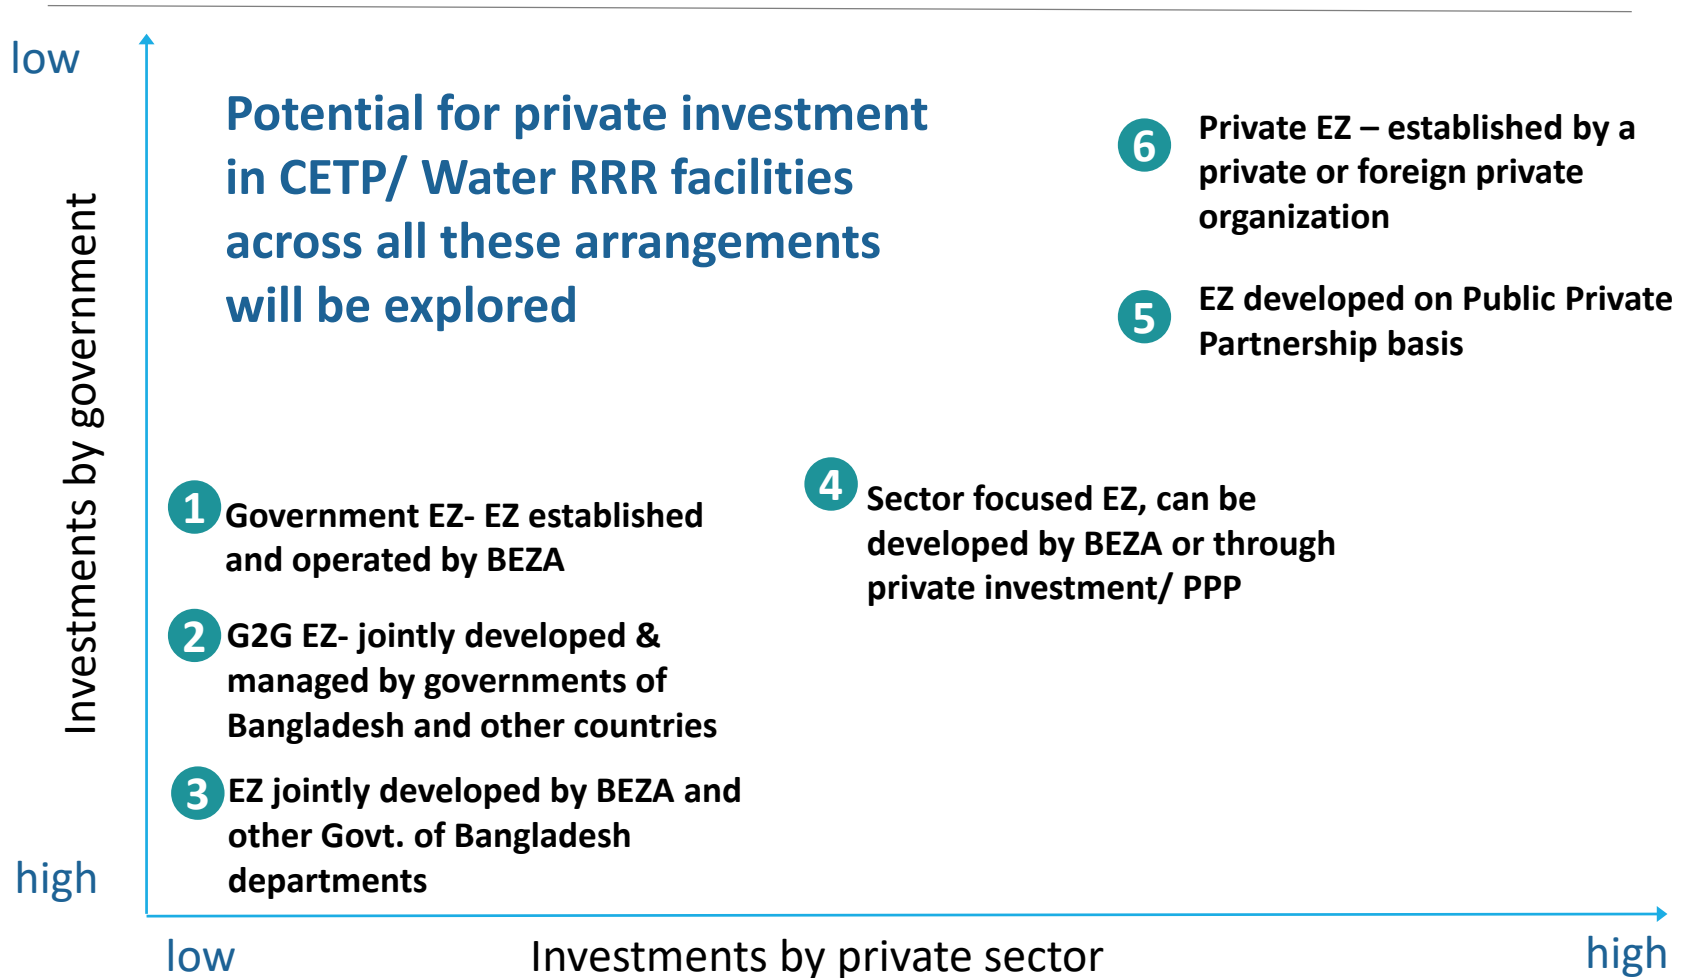 low
Potential for private investment
in CETP/ Water RRR facilities
across all these arrangements
will be explored
6
Private EZ – established by a
private or foreign private
organization
5
EZ developed on Public Private
Partnership basis
Investments by government
1
Government EZ- EZ established
and operated by BEZA
4
Sector focused EZ, can be
developed by BEZA or through
private investment/ PPP
2
G2G EZ- jointly developed &
managed by governments of
Bangladesh and other countries
3
EZ jointly developed by BEZA and
other Govt. of Bangladesh
departments
high
low
Investments by private sector
high